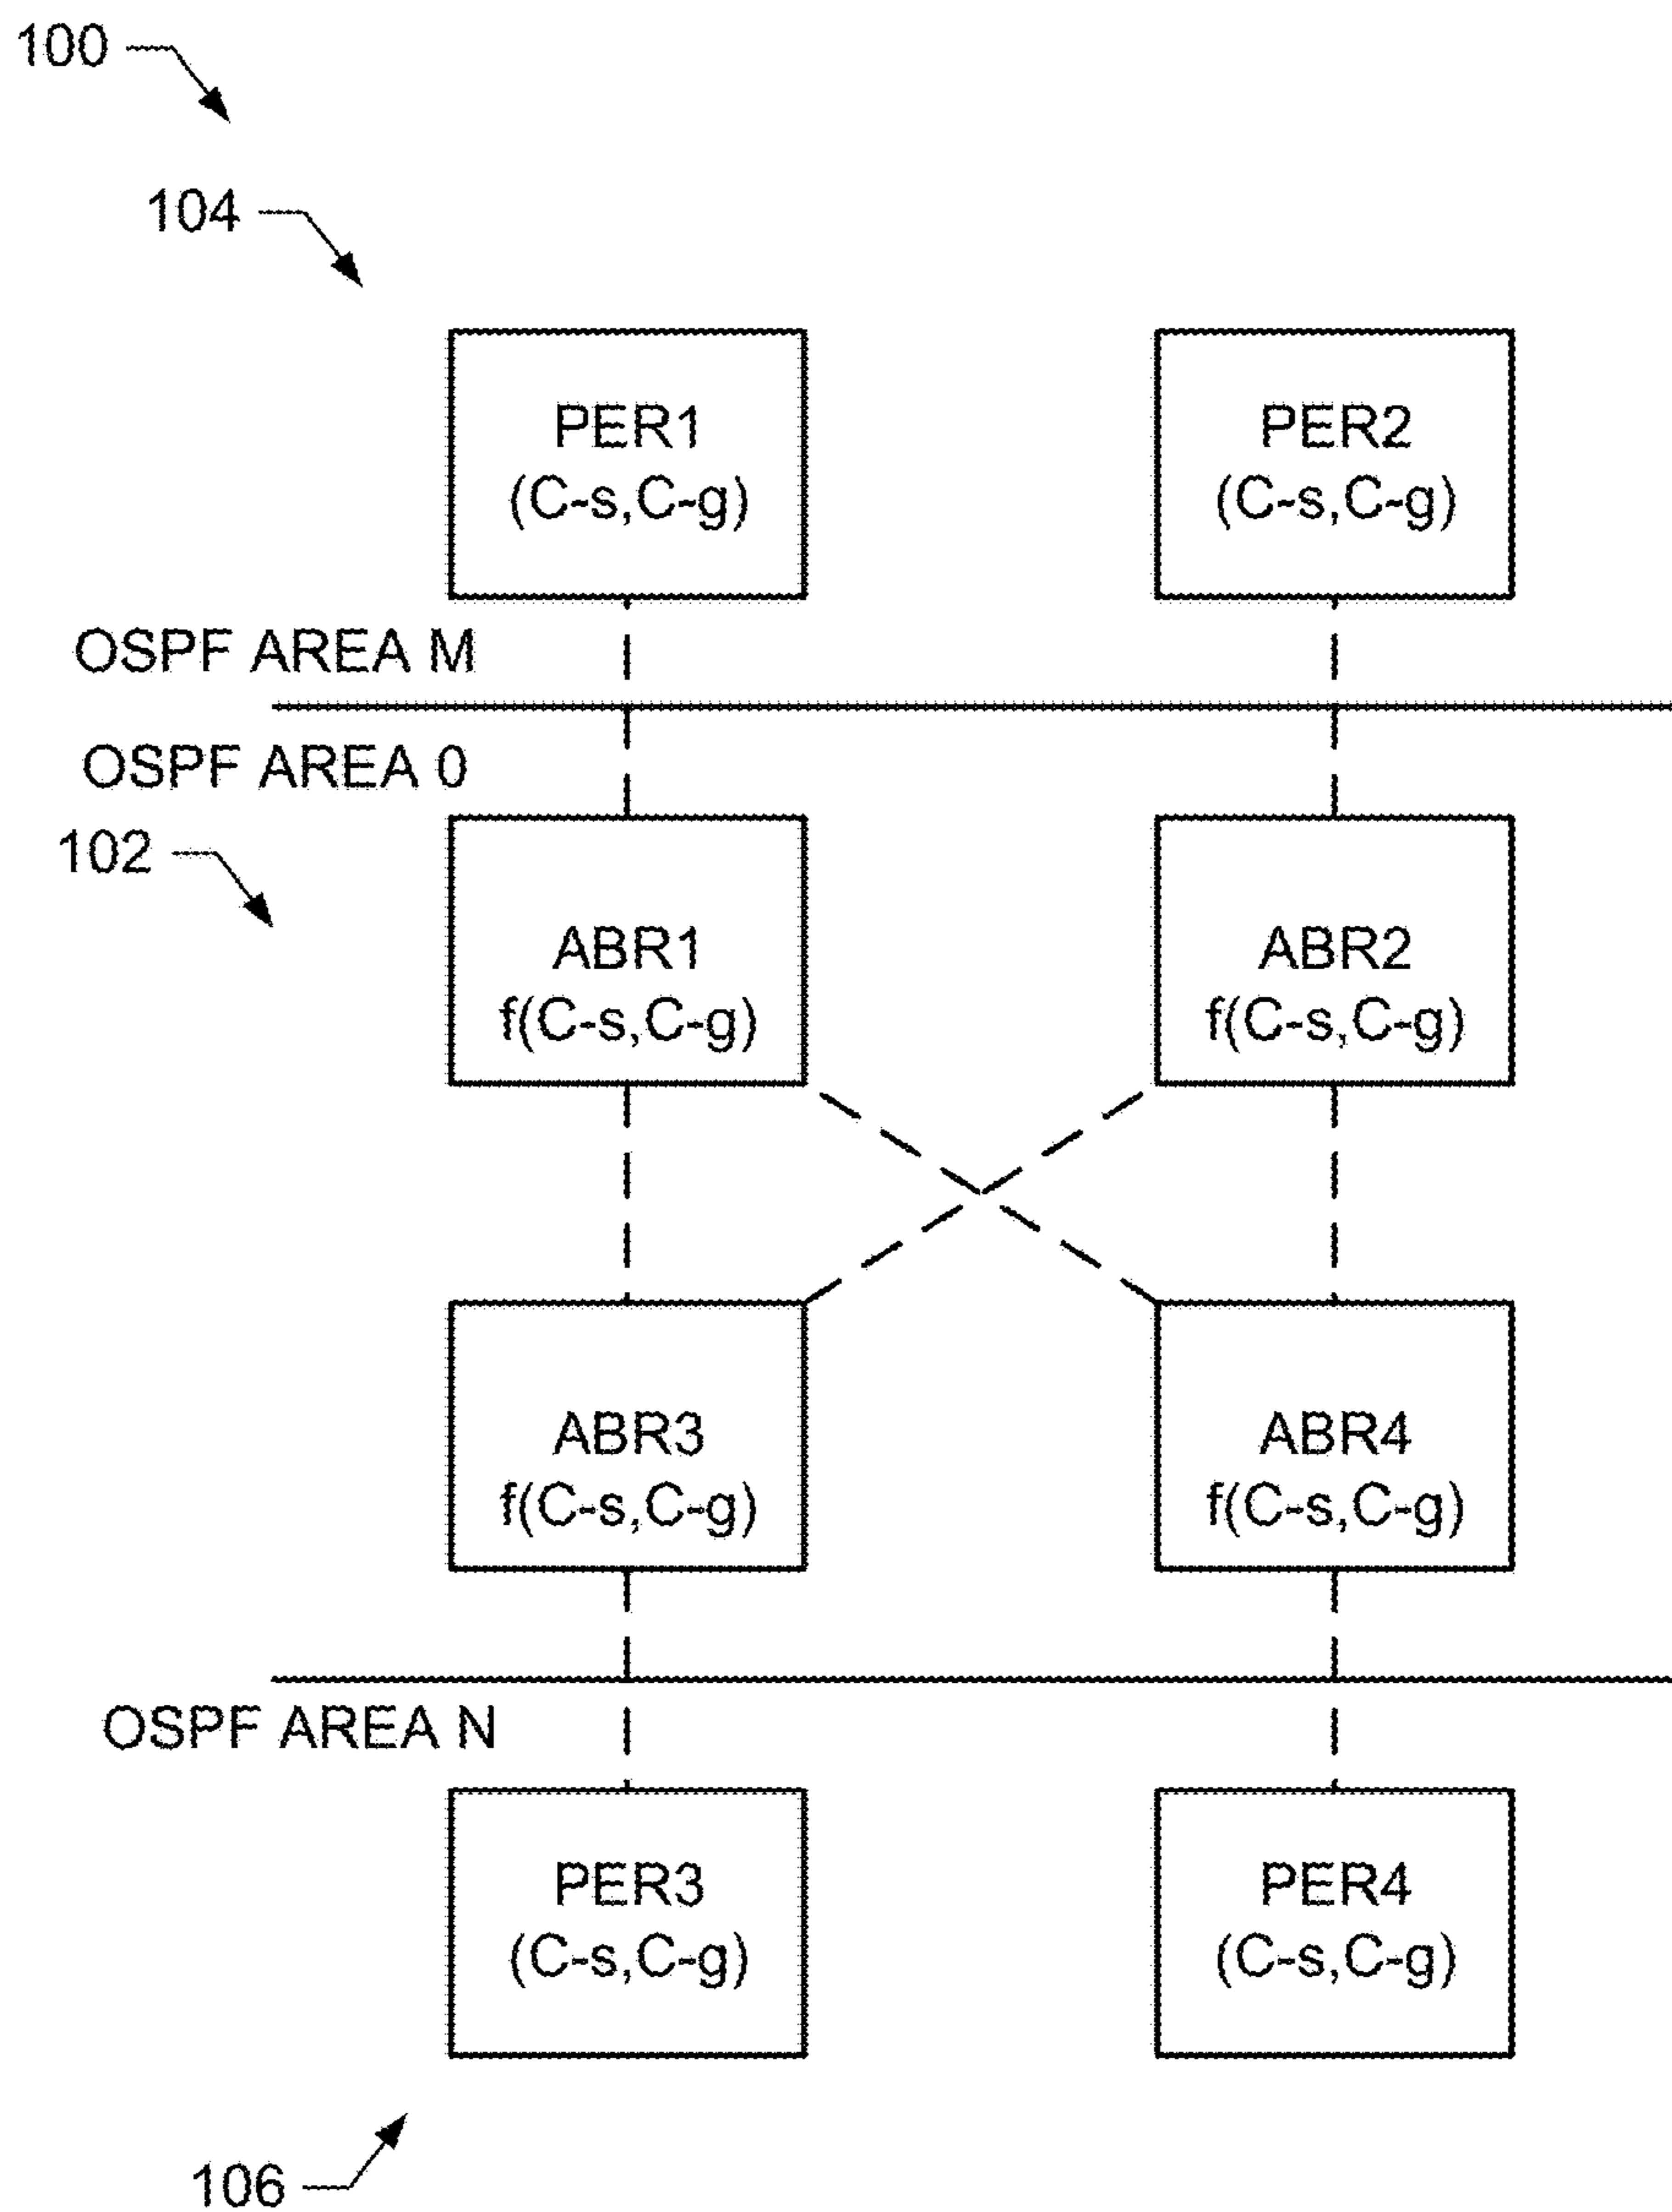 100
104
PER1
(C-s,C-g)
PER2
(C-s,C-g)
OSPF AREA M
OSPF AREA 0
102
ABR1
f(C-s,C-g)
ABR2
f(C-s,C-g)
ABR3
f(C-s,C-g)
ABR4
f(C-s,C-g)
OSPF AREA N
PER3
(C-s,C-g)
PER4
(C-s,C-g)
106